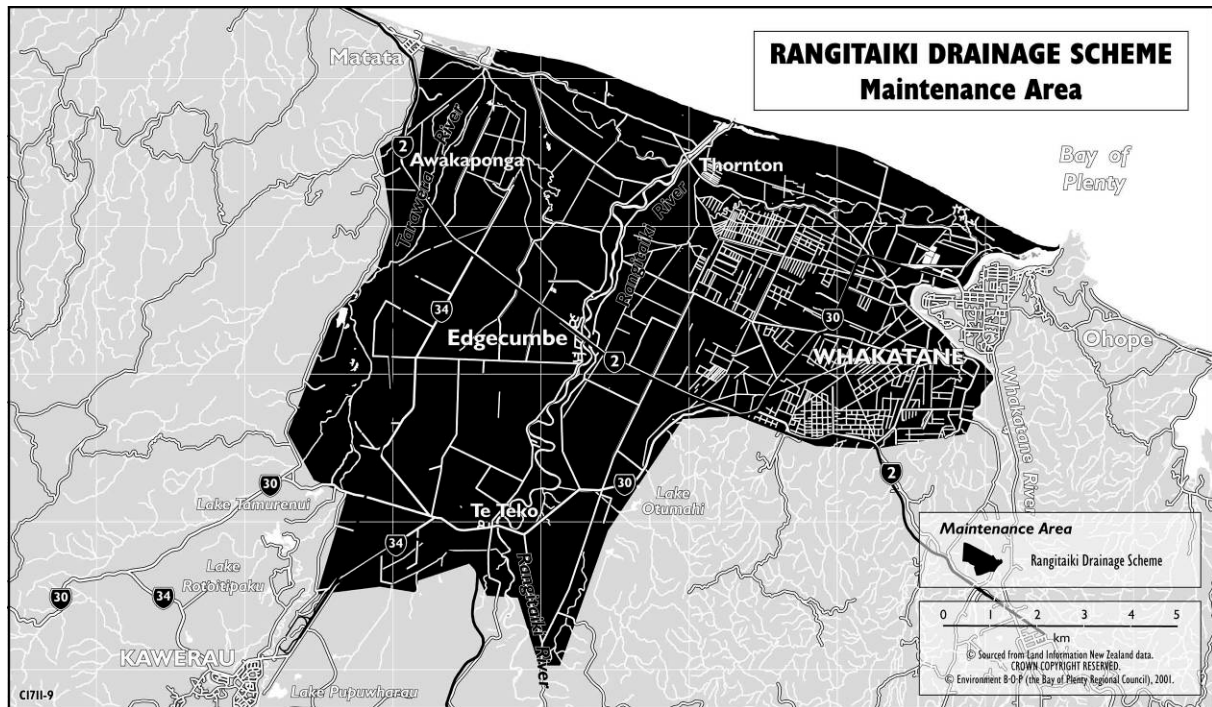 RANGITAIKI DRAINAGE SCHEME
Maintenance Area
Matata
Bay of
Plenty
2
Awakaponga
Thornton
Tarawera River
Rangitaiki River
34
30
Edgecumbe
2
WHAKATANE
Ohope
Whakatane River
2
30
30
Lake Tamurenui
Lake
Otumahi
Te Teko
34
Rangitaiki River
Lake
Rotoitipaku
30
34
KAWERAU
Lake Pupuwharau
C1711-9
Maintenance Area
Rangitaiki Drainage Scheme
0 1 2 3 4 5
km
© Sourced from Land Information New Zealand data.
CROWN COPYRIGHT RESERVED.
© Environment B·O·P (the Bay of Plenty Regional Council), 2001.